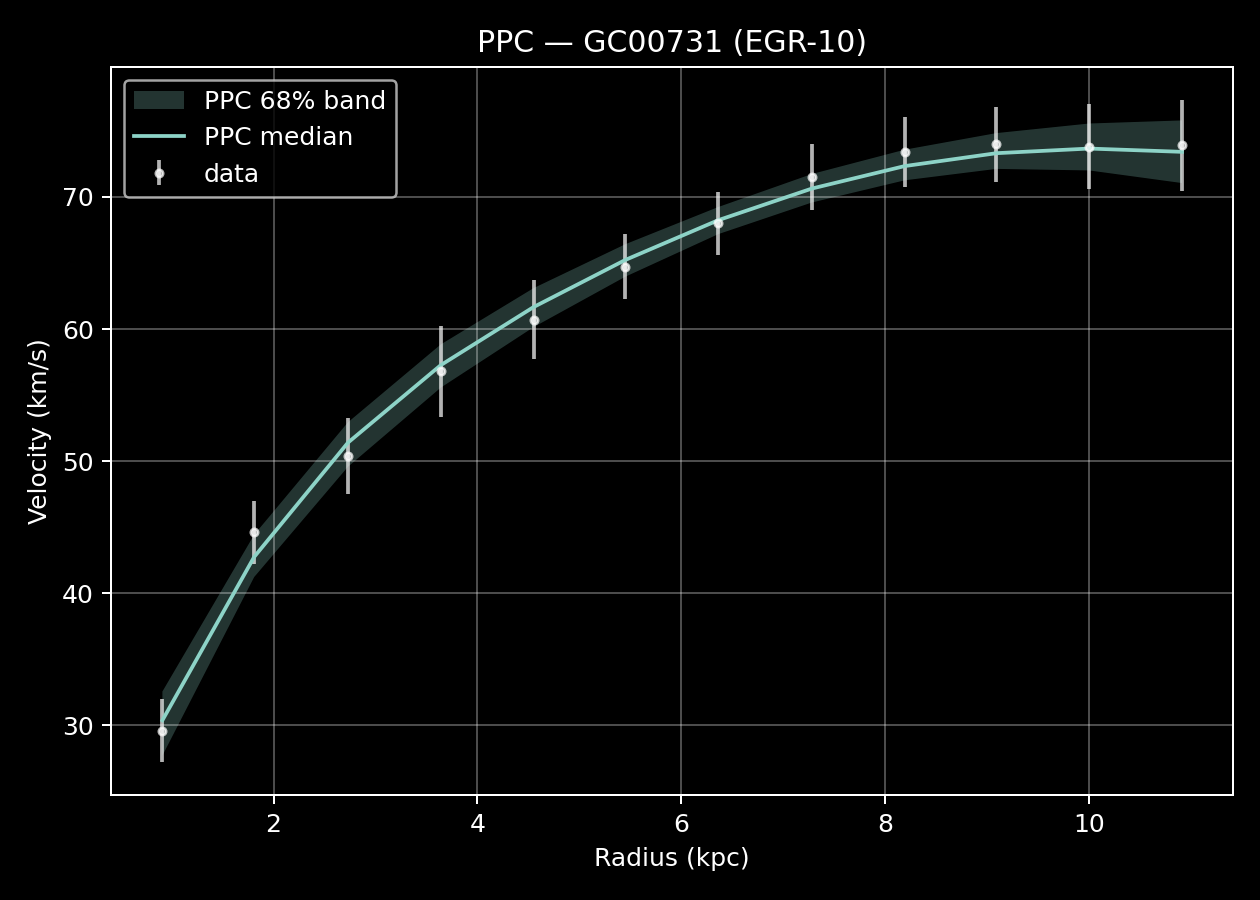 PPC — GC00731 (EGR-10)
PPC 68% band
PPC median
data
Velocity (km/s)
70
60
50
40
30
2 4 6 8 10
Radius (kpc)